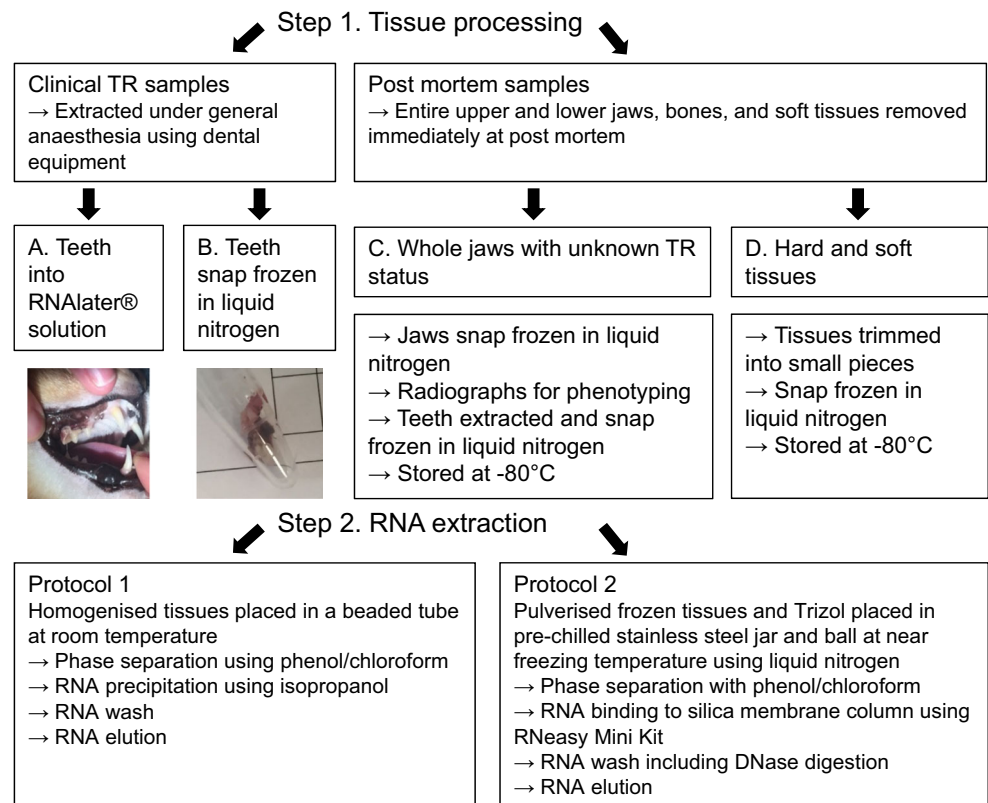 Step 1. Tissue processing
Clinical TR samples
→ Extracted under general
anaesthesia using dental
equipment
Post mortem samples
→ Entire upper and lower jaws, bones, and soft tissues removed
immediately at post mortem
A. Teeth
into
RNAlater®
solution
B. Teeth
snap frozen
in liquid
nitrogen
C. Whole jaws with unknown TR
status
→ Jaws snap frozen in liquid
nitrogen
→ Radiographs for phenotyping
→ Teeth extracted and snap
frozen in liquid nitrogen
→ Stored at -80°C
D. Hard and soft
tissues
→ Tissues trimmed
into small pieces
→ Snap frozen in
liquid nitrogen
→ Stored at -80°C
Step 2. RNA extraction
Protocol 1
Homogenised tissues placed in a beaded tube
at room temperature
→ Phase separation using phenol/chloroform
→ RNA precipitation using isopropanol
→ RNA wash
→ RNA elution
Protocol 2
Pulverised frozen tissues and Trizol placed in
pre-chilled stainless steel jar and ball at near
freezing temperature using liquid nitrogen
→ Phase separation with phenol/chloroform
→ RNA binding to silica membrane column using
RNeasy Mini Kit
→ RNA wash including DNase digestion
→ RNA elution